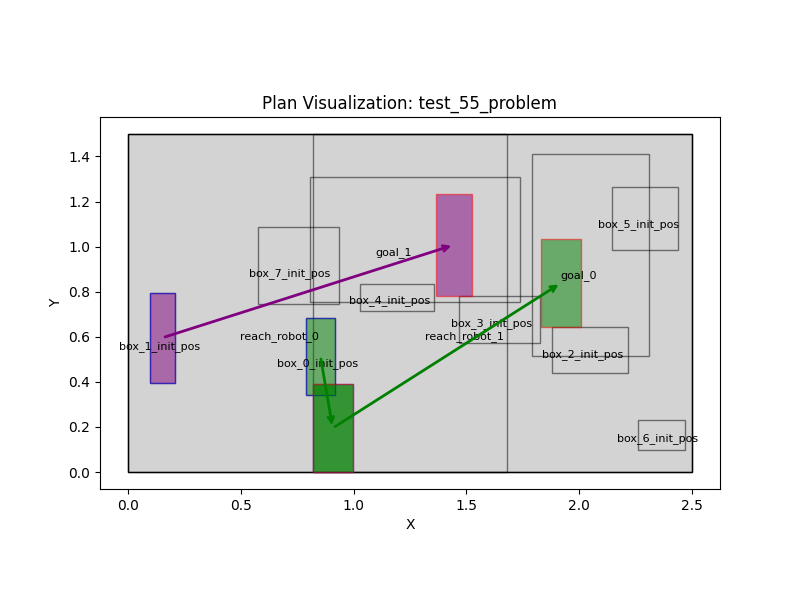 Plan Visualization: test_55_problem
Y
1.4
1.2
1.0
0.8
0.6
0.4
0.2
0.0
box_5_init_pos
goal_1
box_7_init_pos
goal_0
box_4_init_pos
box_3_init_pos
reach_robot_0
reach_robot_1
box_1_init_pos
box_2_init_pos
box_0_init_pos
box_6_init_pos
0.0 0.5 1.0 1.5 2.0 2.5
X